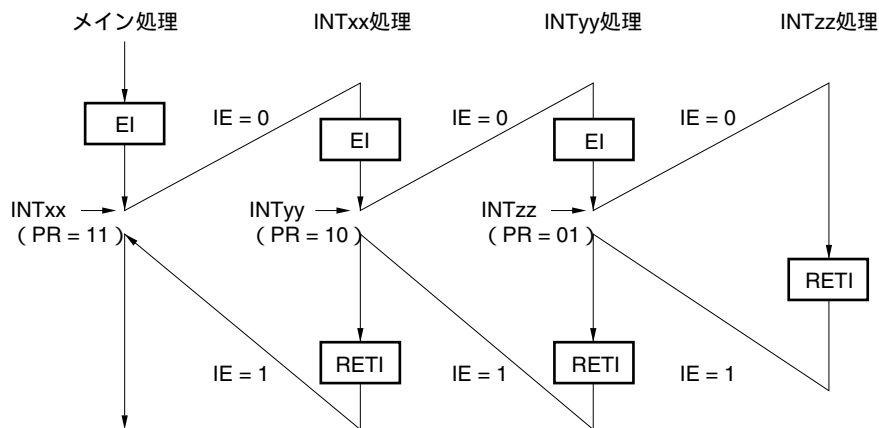 メイン処理 INTxx処理 INTyy処理 INTzz処理
EI IE = 0 EI IE = 0 EI IE = 0
INTxx INTyy INTzz
（ PR = 11 ） （ PR = 10 ） （ PR = 01 ）
RETI
IE = 1 RETI IE = 1 RETI IE = 1